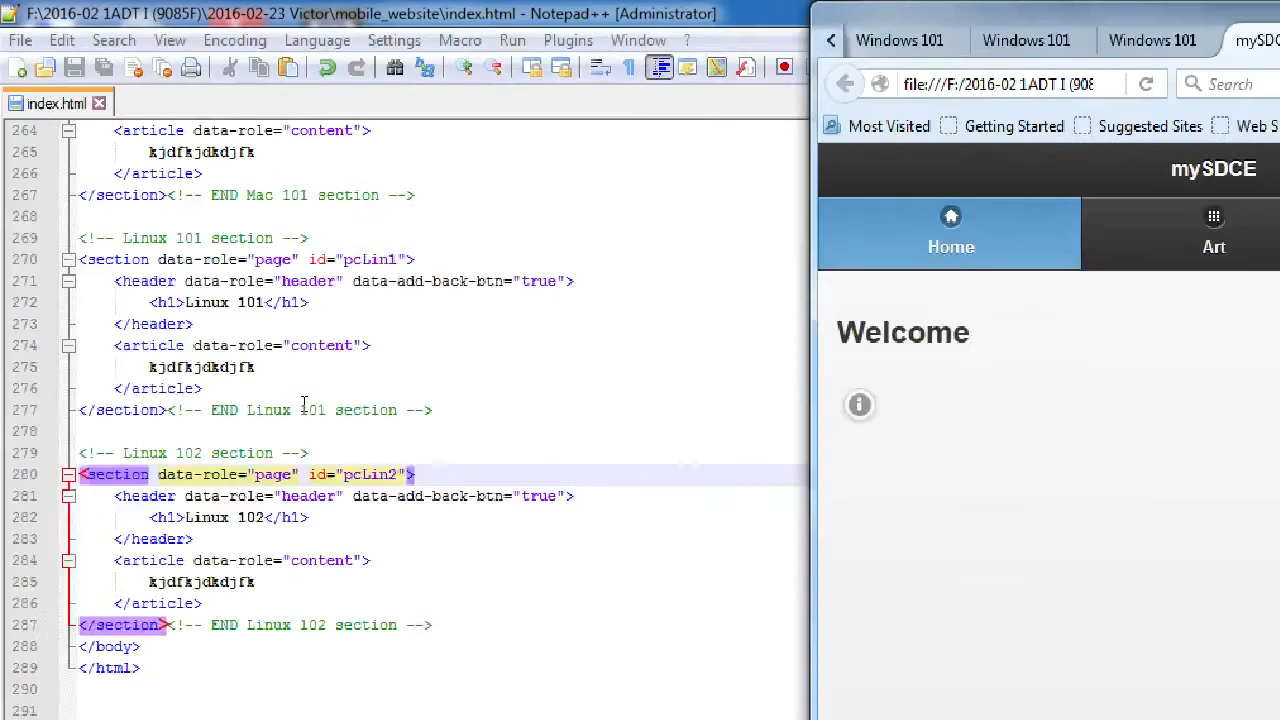 F:\2016-02 1ADT I (9085F)\2016-02-23 Victor\mobile_website\index.html - Notepad++ [Administrator]
File Edit Search View Encoding Language Settings Macro Run Plugins Window ?
index.html
264 <article data-role="content">
265 kjdfkjdkdjfk
266 </article>
267 </section><!-- END Mac 101 section -->
268
269 <!-- Linux 101 section -->
270 <section data-role="page" id="pcLin1">
271 <header data-role="header" data-add-back-btn="true">
272 <h1>Linux 101</h1>
273 </header>
274 <article data-role="content">
275 kjdfkjdkdjfk
276 </article>
277 </section><!-- END Linux 101 section -->
278
279 <!-- Linux 102 section -->
280 <section data-role="page" id="pcLin2">
281 <header data-role="header" data-add-back-btn="true">
282 <h1>Linux 102</h1>
283 </header>
284 <article data-role="content">
285 kjdfkjdkdjfk
286 </article>
287 </section><!-- END Linux 102 section -->
288 </body>
289 </html>
290
291
Windows 101 Windows 101 Windows 101 mySDC
file:///F:/2016-02 1ADT I (908 Search
Most Visited Getting Started Suggested Sites Web S
mySDCE
Home Art
Welcome